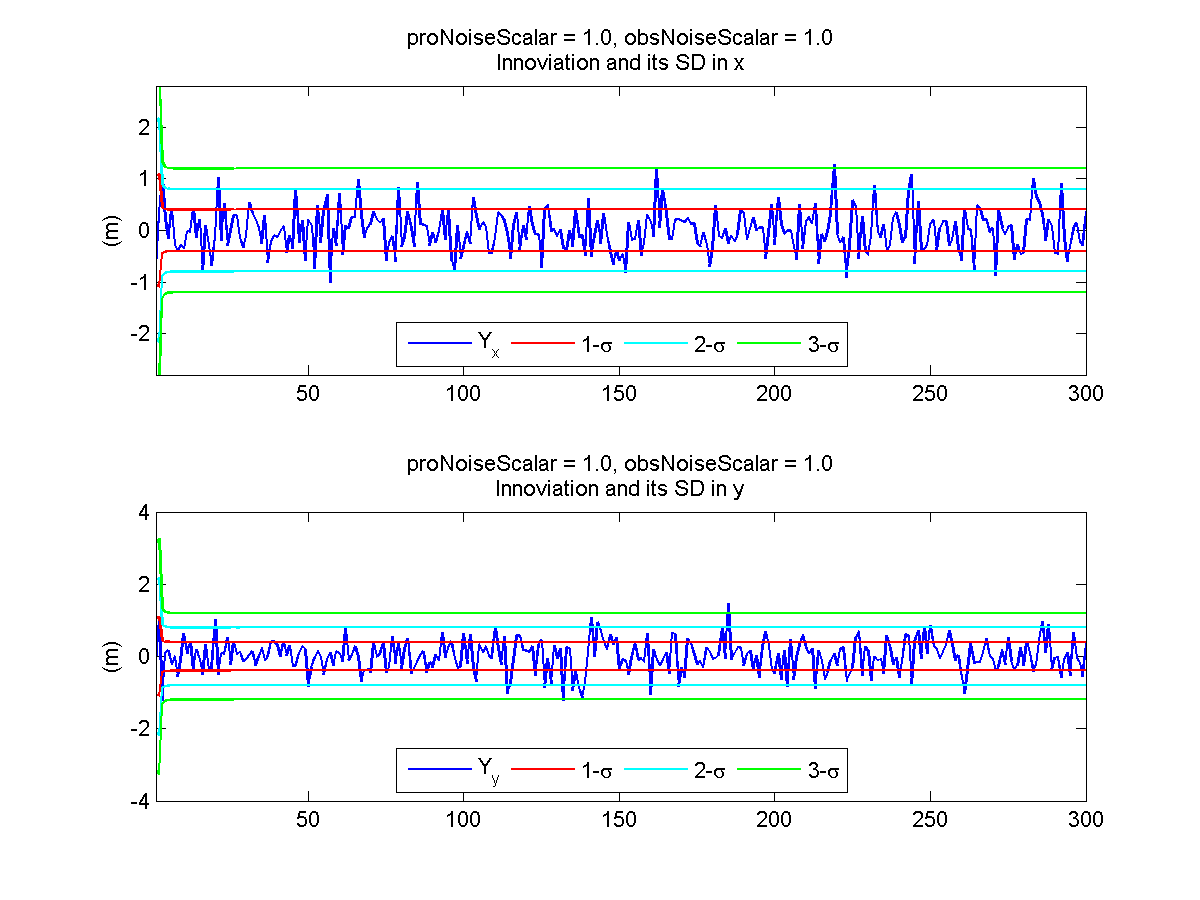 proNoiseScalar = 1.0, obsNoiseScalar = 1.0
Innoviation and its SD in x
2
1
0
-1
-2
(m)
Yx 1-σ 2-σ 3-σ
50 100 150 200 250 300
proNoiseScalar = 1.0, obsNoiseScalar = 1.0
Innoviation and its SD in y
4
2
0
-2
-4
(m)
Yy 1-σ 2-σ 3-σ
50 100 150 200 250 300